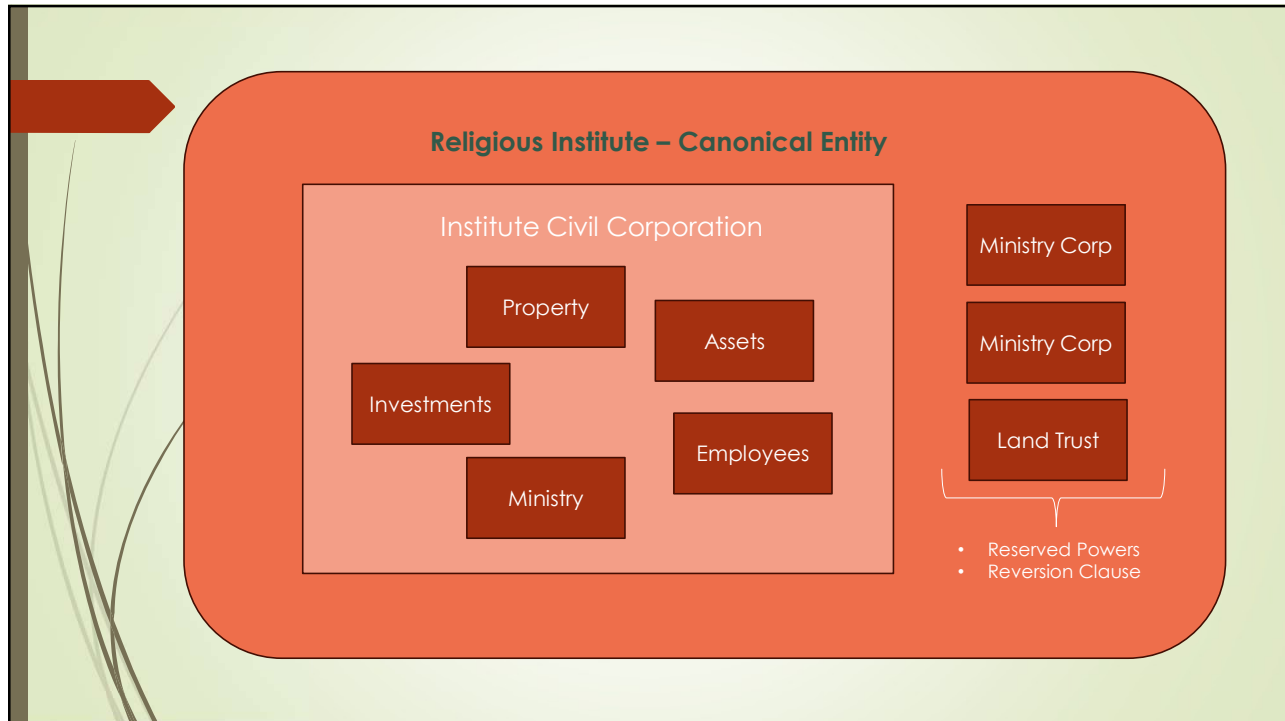 Religious Institute – Canonical Entity
Institute Civil Corporation
Property
Assets
Investments
Employees
Ministry
Ministry Corp
Ministry Corp
Land Trust
• Reserved Powers
• Reversion Clause